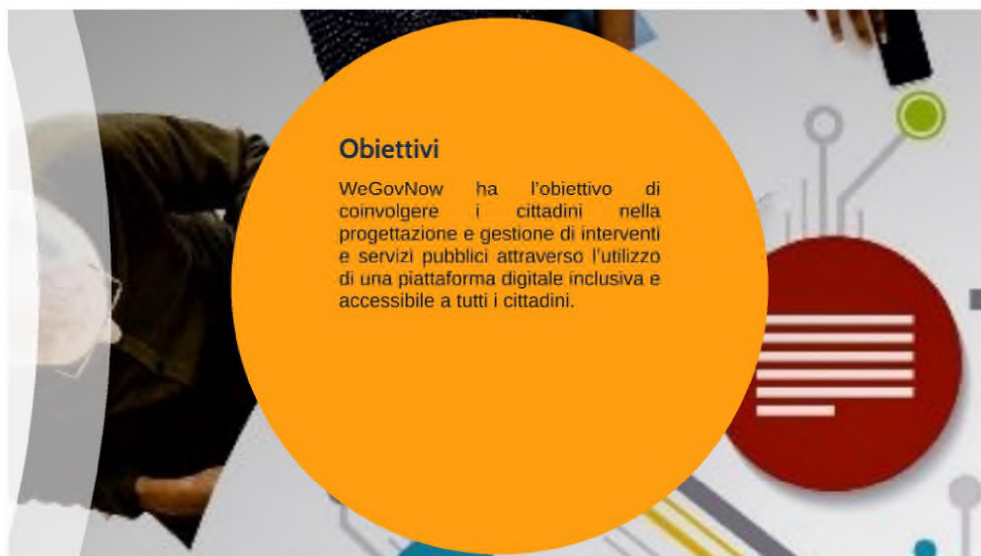 Obiettivi
WeGovNow ha l'obiettivo di
coinvolgere i cittadini nella
progettazione e gestione di interventi
e servizi pubblici attraverso l'utilizzo
di una piattaforma digitale inclusiva e
accessibile a tutti i cittadini.